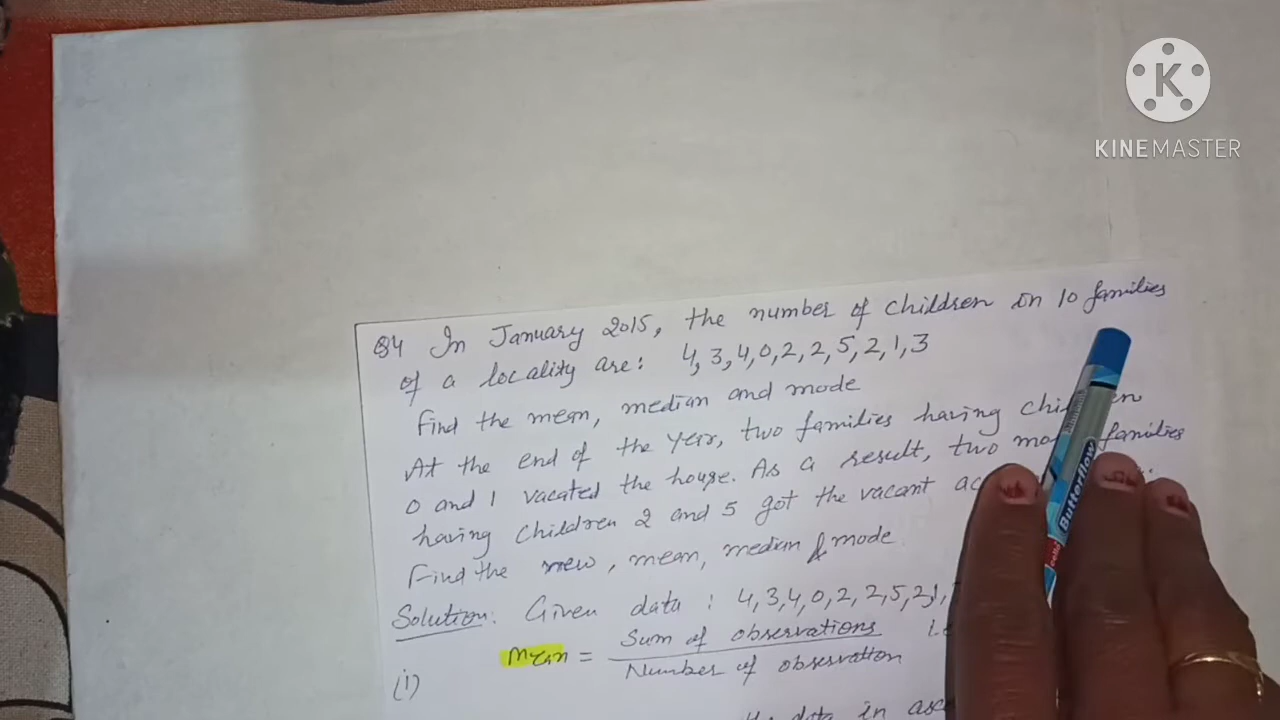 K
KINEMASTER
Q4 In January 2015, the number of children in 10 families
of a locality are: 4, 3, 4, 0, 2, 2, 5, 2, 1, 3
Find the mean, median and mode
At the end of the year, two families having
0 and 1 vacated the house. As a result, two families
having children 2 and 5 got the vacant
Find the new, mean, median & mode
Solution: Given data : 4, 3, 4, 0, 2, 2, 5, 2, 1,
(i) mean = Sum of observations
Number of observation
data in
Butterflow
cello